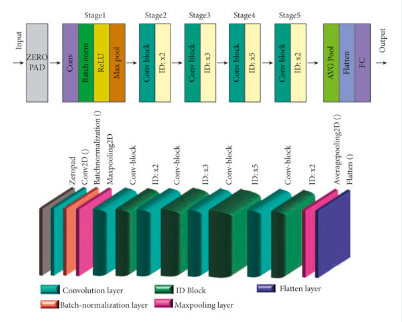 Stage1 Stage2 Stage3 Stage4 Stage5
Input
ZERO
PAD
Conv
Batch norm
ReLU
Max pool
Conv block
ID: x2
Conv block
ID: x3
Conv block
ID: x5
Conv block
ID: x2
AVG Pool
Flatten
FC
Output
Zeropad
Conv2D ()
Batchnormalization ()
Maxpooling2D
Conv-block
ID: x2
Conv-block
ID: x3
Conv-block
ID: x5
Conv-block
ID: x2
Averagepooling2D ()
Flatten ()
Convolution layer
ID Block
Flatten layer
Batch-normalization layer
Maxpooling layer